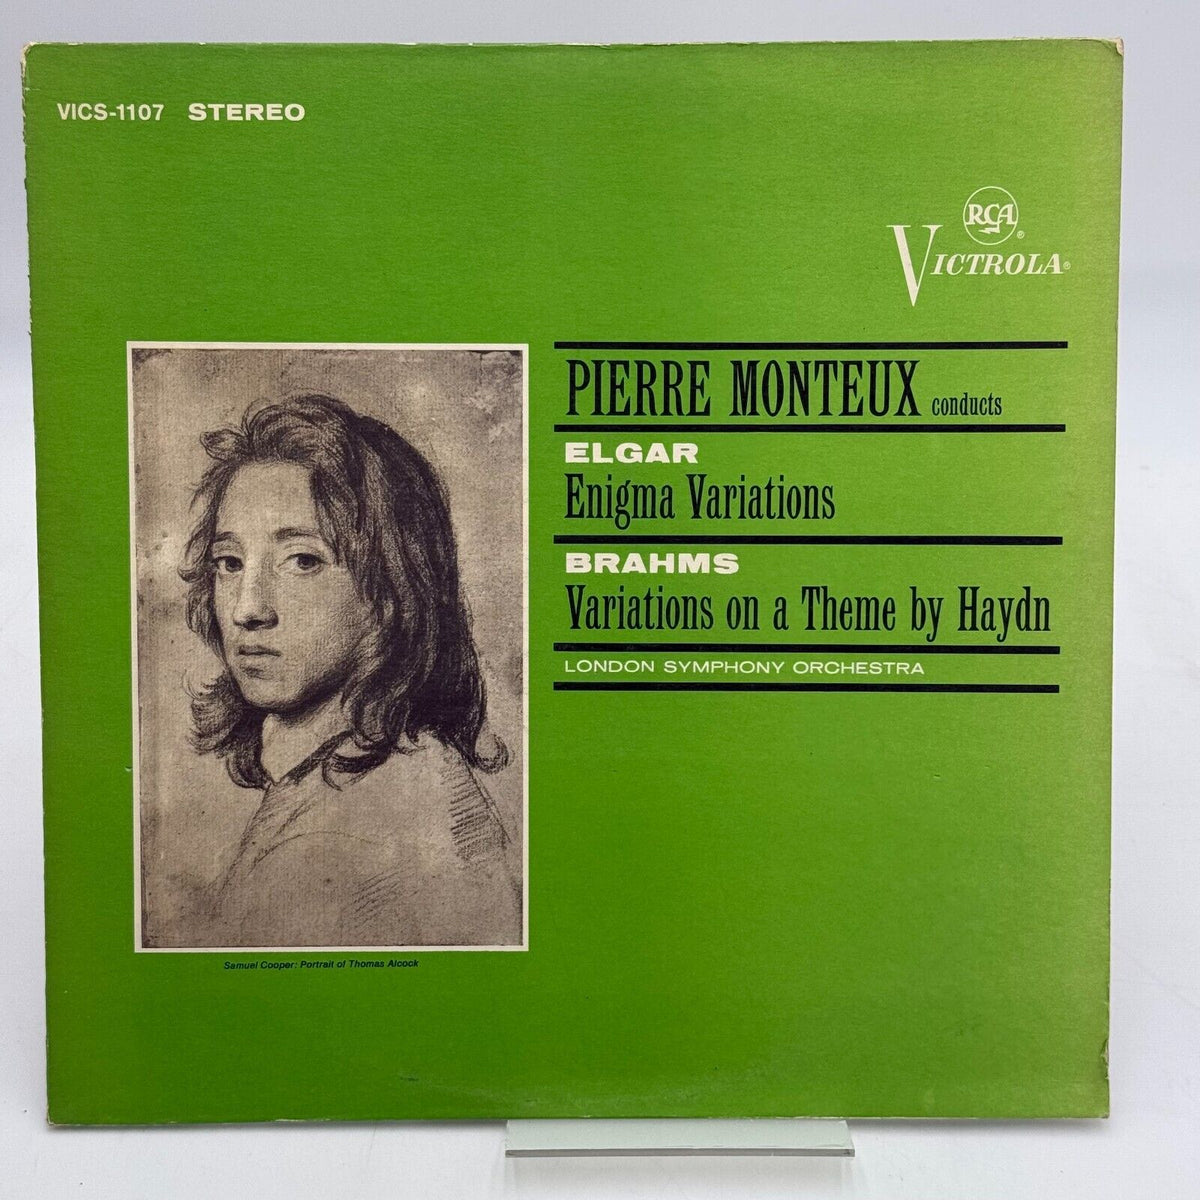 VICS-1107 STEREO
RCA ®
VICTROLA®
PIERRE MONTEUX conducts
ELGAR
Enigma Variations
BRAHMS
Variations on a Theme by Haydn
LONDON SYMPHONY ORCHESTRA
Samuel Cooper: Portrait of Thomas Alcock